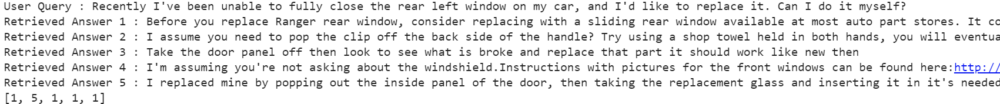 User Query : Recently I've been unable to fully close the rear left window on my car, and I'd like to replace it. Can I do it myself?
Retrieved Answer 1 : Before you replace Ranger rear window, consider replacing with a sliding rear window available at most auto part stores. It co
Retrieved Answer 2 : I assume you need to pop the clip off the back side of the handle? Try using a shop towel held in both hands, you will eventua
Retrieved Answer 3 : Take the door panel off then look to see what is broke and replace that part it should work like new then
Retrieved Answer 4 : I'm assuming you're not asking about the windshield.Instructions with pictures for the front windows can be found here:http://
Retrieved Answer 5 : I replaced mine by popping out the inside panel of the door, then taking the replacement glass and inserting it in it's needed
[1, 5, 1, 1, 1]